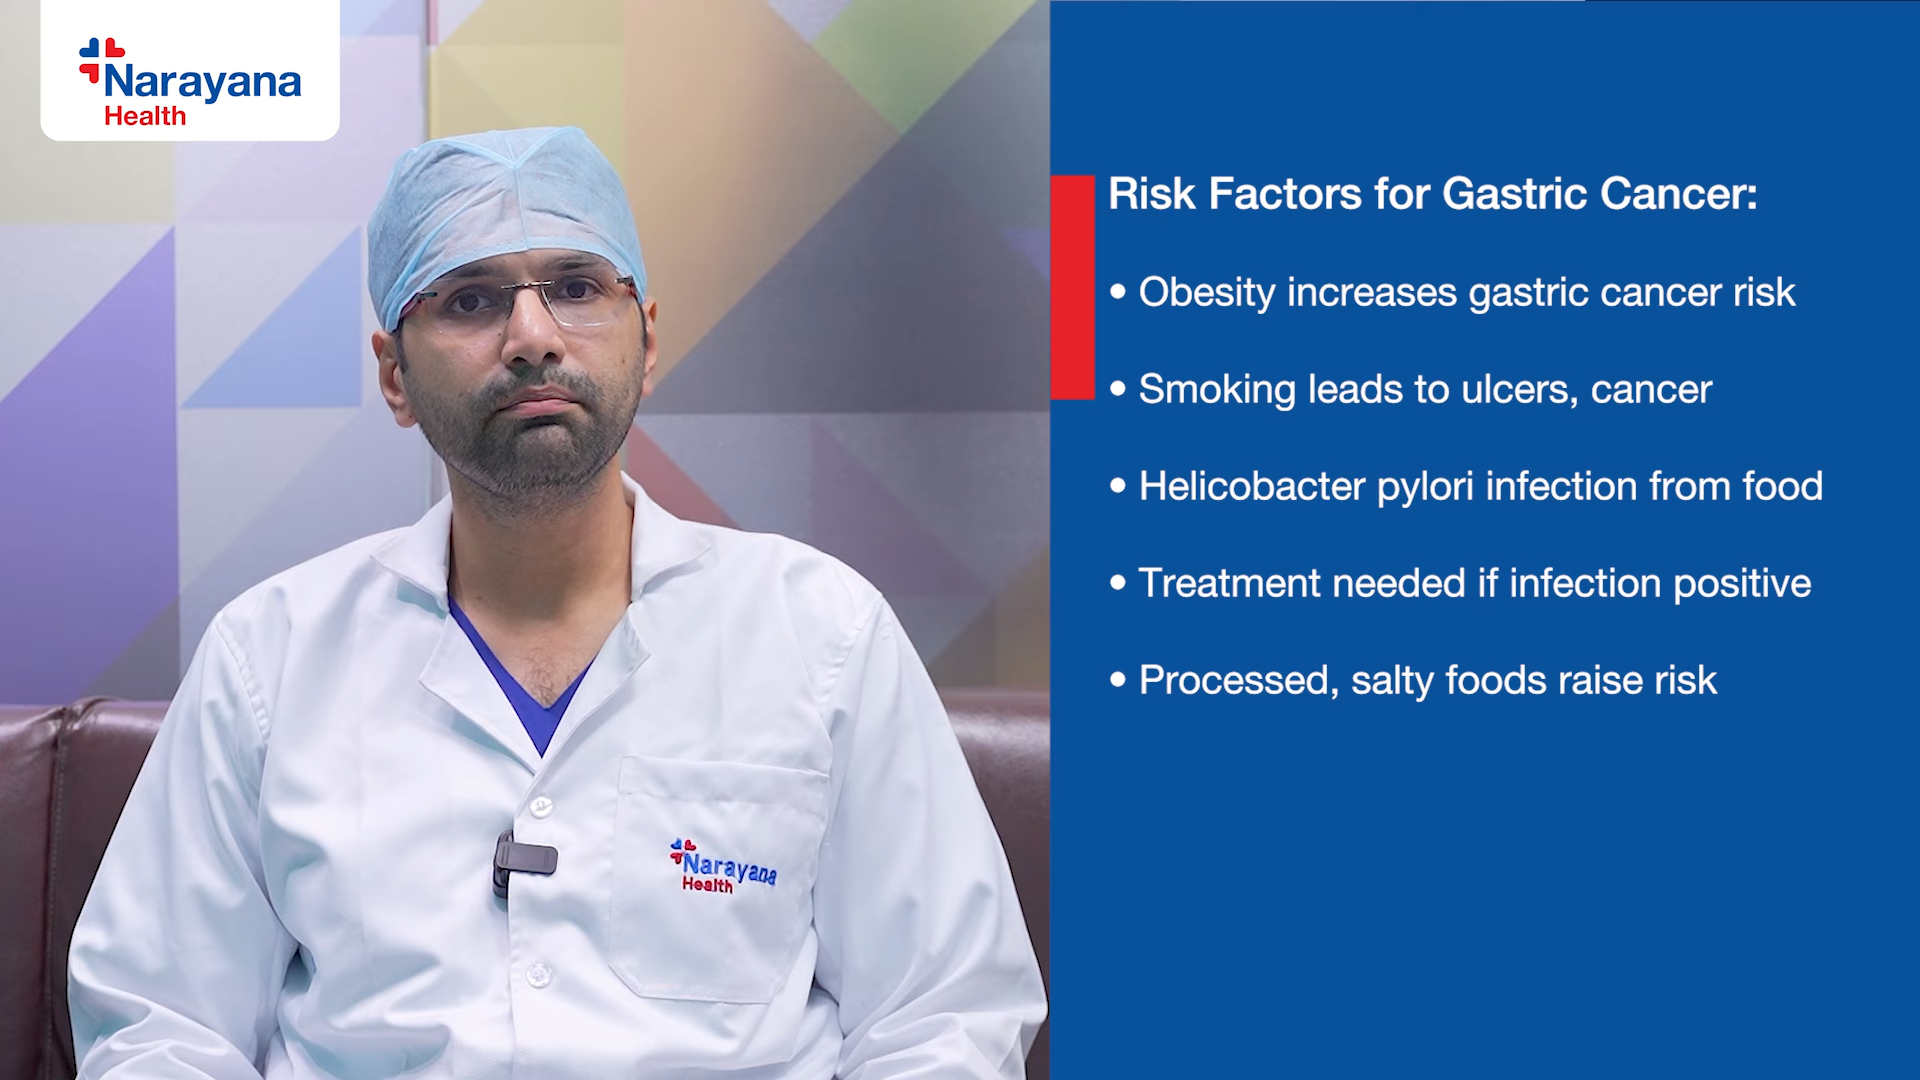 Narayana
Health
Risk Factors for Gastric Cancer:
• Obesity increases gastric cancer risk
• Smoking leads to ulcers, cancer
• Helicobacter pylori infection from food
• Treatment needed if infection positive
• Processed, salty foods raise risk
Narayana
Health